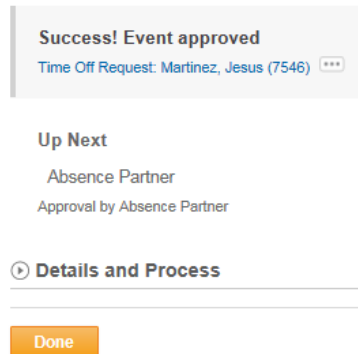 Success! Event approved
Time Off Request: Martinez, Jesus (7546)
Up Next
Absence Partner
Approval by Absence Partner
Details and Process
Done